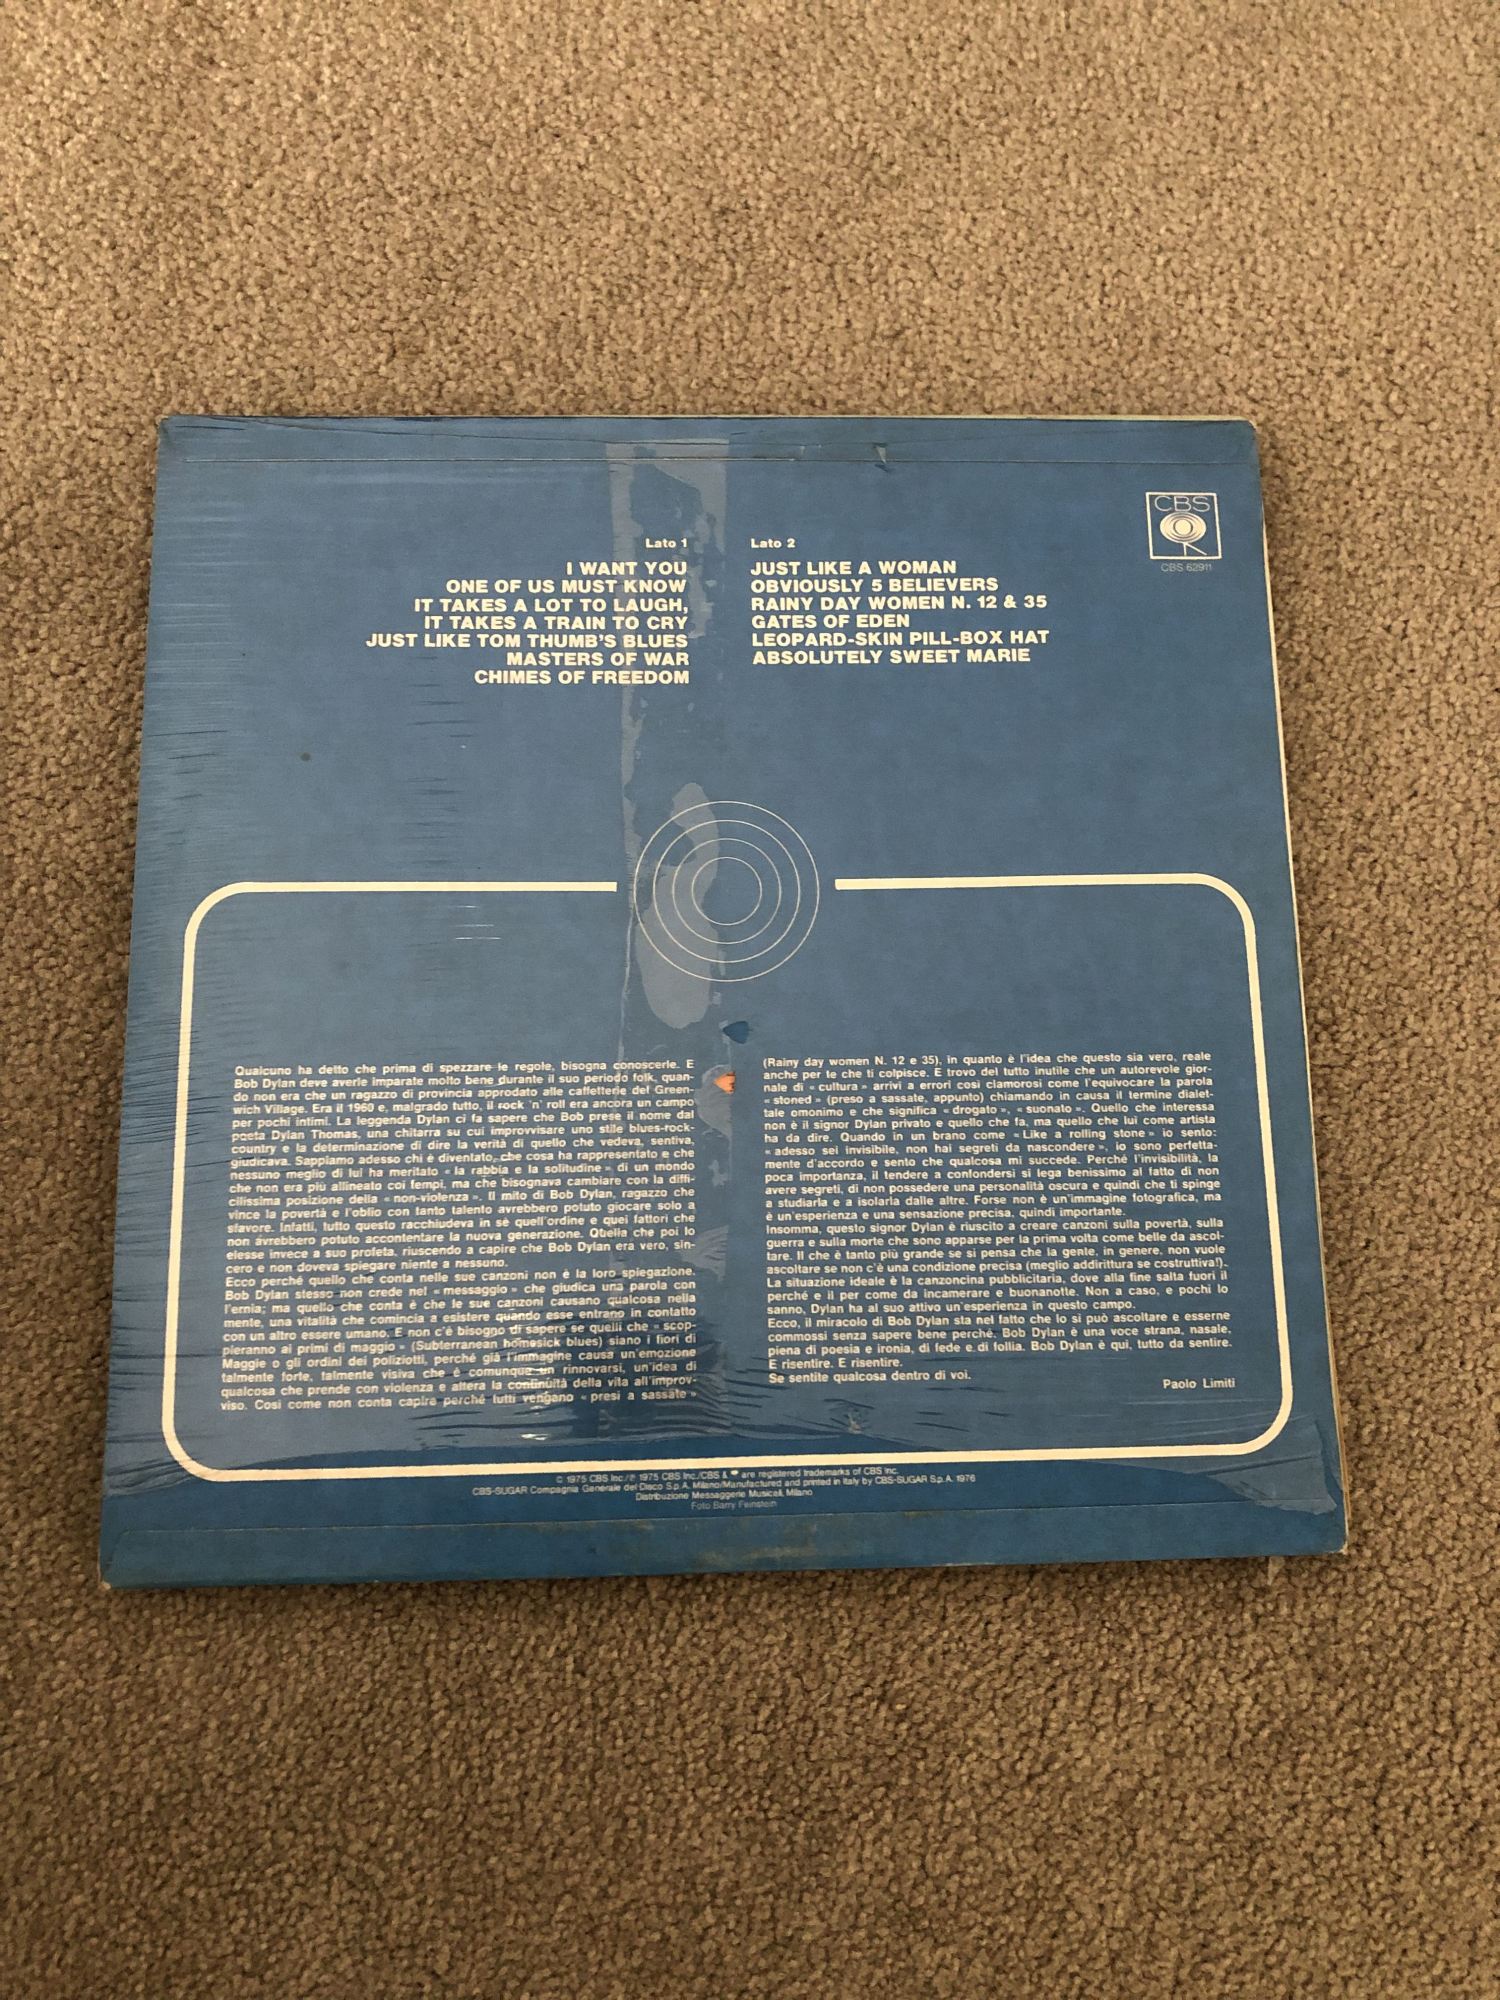 CBS
CBS 62911
Lato 1
I WANT YOU
ONE OF US MUST KNOW
IT TAKES A LOT TO LAUGH,
IT TAKES A TRAIN TO CRY
JUST LIKE TOM THUMB'S BLUES
MASTERS OF WAR
CHIMES OF FREEDOM
Lato 2
JUST LIKE A WOMAN
OBVIOUSLY 5 BELIEVERS
RAINY DAY WOMEN N. 12 & 35
GATES OF EDEN
LEOPARD-SKIN PILL-BOX HAT
ABSOLUTELY SWEET MARIE
Qualcuno ha detto che prima di spezzare le regole, bisogna conoscerle. E
Bob Dylan deve averle imparate molto bene durante il suo periodo folk, quan-
do non era che un ragazzo di provincia approdato alle caffetterie del Green-
wich Village. Era il 1960 e, malgrado tutto, il rock 'n' roll era ancora un campo
per pochi intimi. La leggenda Dylan ci fa sapere che Bob prese il nome dal
poeta Dylan Thomas, una chitarra su cui improvvisare uno stile blues-rock-
country e la determinazione di dire la verità di quello che vedeva, sentiva,
giudicava. Sappiamo adesso chi è diventato, che cosa ha rappresentato e che
nessuno meglio di lui ha meritato « la rabbia e la solitudine » di un mondo
che non era più allineato coi tempi, ma che bisognava cambiare con la diffi-
cilissima posizione della « non-violenza ». Il mito di Bob Dylan, ragazzo che
vince la povertà e l'oblio con tanto talento avrebbero potuto giocare solo a
sfavore. Infatti, tutto questo racchiudeva in sè quell'ordine e quei fattori che
non avrebbero potuto accontentare la nuova generazione. Quella che poi lo
elesse invece a suo profeta, riuscendo a capire che Bob Dylan era vero, sin-
cero e non doveva spiegare niente a nessuno.
Ecco perché quello che conta nelle sue canzoni non è la loro spiegazione.
Bob Dylan stesso non crede nel « messaggio » che giudica una parola con
l'ernia; ma quello che conta è che le sue canzoni causano qualcosa nella
mente, una vitalità che comincia a esistere quando esse entrano in contatto
con un altro essere umano. E non c'è bisogno di sapere se quelli che « scop-
pieranno ai primi di maggio » (Subterranean homesick blues) siano i fiori di
Maggie o gli ordini dei poliziotti, perché già l'immagine causa un'emozione
talmente forte, talmente visiva che è comunque un rinnovarsi, un'idea di
qualcosa che prende con violenza e altera la continuità della vita all'improv-
viso. Così come non conta capire perché tutti vengano « presi a sassate »
(Rainy day women N. 12 e 35), in quanto è l'idea che questo sia vero, reale
anche per te che ti colpisce. E trovo del tutto inutile che un autorevole gior-
nale di « cultura » arrivi a errori così clamorosi come l'equivocare la parola
« stoned » (preso a sassate, appunto) chiamando in causa il termine dialet-
tale omonimo e che significa « drogato », « suonato ». Quello che interessa
non è il signor Dylan privato e quello che fa, ma quello che lui come artista
ha da dire. Quando in un brano come « Like a rolling stone » io sento:
« adesso sei invisibile, non hai segreti da nascondere », io sono perfetta-
mente d'accordo e sento che qualcosa mi succede. Perché l'invisibilità, la
poca importanza, il tendere a confondersi si lega benissimo al fatto di non
avere segreti, di non possedere una personalità oscura e quindi che ti spinge
a studiarla e a isolarla dalle altre. Forse non è un'immagine fotografica, ma
è un'esperienza e una sensazione precisa, quindi importante.
Insomma, questo signor Dylan è riuscito a creare canzoni sulla povertà, sulla
guerra e sulla morte che sono apparse per la prima volta come belle da ascol-
tare. Il che è tanto più grande se si pensa che la gente, in genere, non vuole
ascoltare se non c'è una condizione precisa (meglio addirittura se costruttiva!).
La situazione ideale è la canzoncina pubblicitaria, dove alla fine salta fuori il
perché e il per come da incamerare e buonanotte. Non a caso, e pochi lo
sanno, Dylan ha al suo attivo un'esperienza in questo campo.
Ecco, il miracolo di Bob Dylan sta nel fatto che lo si può ascoltare e esserne
commossi senza sapere bene perché. Bob Dylan è una voce strana, nasale,
piena di poesia e ironia, di fede e di follia. Bob Dylan è qui, tutto da sentire.
E risentire. E risentire.
Se sentite qualcosa dentro di voi.
Paolo Limiti
© 1975 CBS Inc./℗ 1975 CBS Inc./CBS & are registered trademarks of CBS Inc.
CBS-SUGAR Compagnia Generale del Disco S.p.A. Milano/Manufactured and printed in Italy by CBS-SUGAR S.p.A. 1976
Distribuzione Messaggerie Musicali, Milano
Foto Barry Feinstein